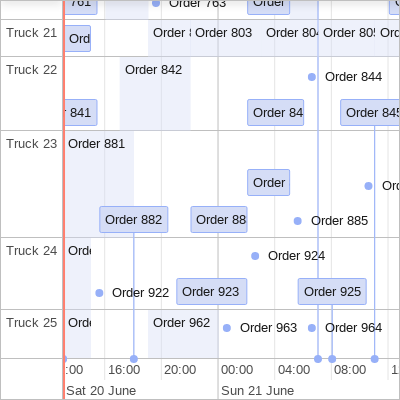 761 Order 763 Order
Truck 21 Ord Order 8 Order 803 Order 804 Order 805 Ord
Truck 22 Order 842 Order 844
841 Order 84 Order 845
Truck 23 Order 881
Order Ord
Order 882 Order 88 Order 885
Truck 24 Orde Order 924
Order 922 Order 923 Order 925
Truck 25 Orde Order 962 Order 963 Order 964
:00 16:00 20:00 00:00 04:00 08:00 1
Sat 20 June Sun 21 June